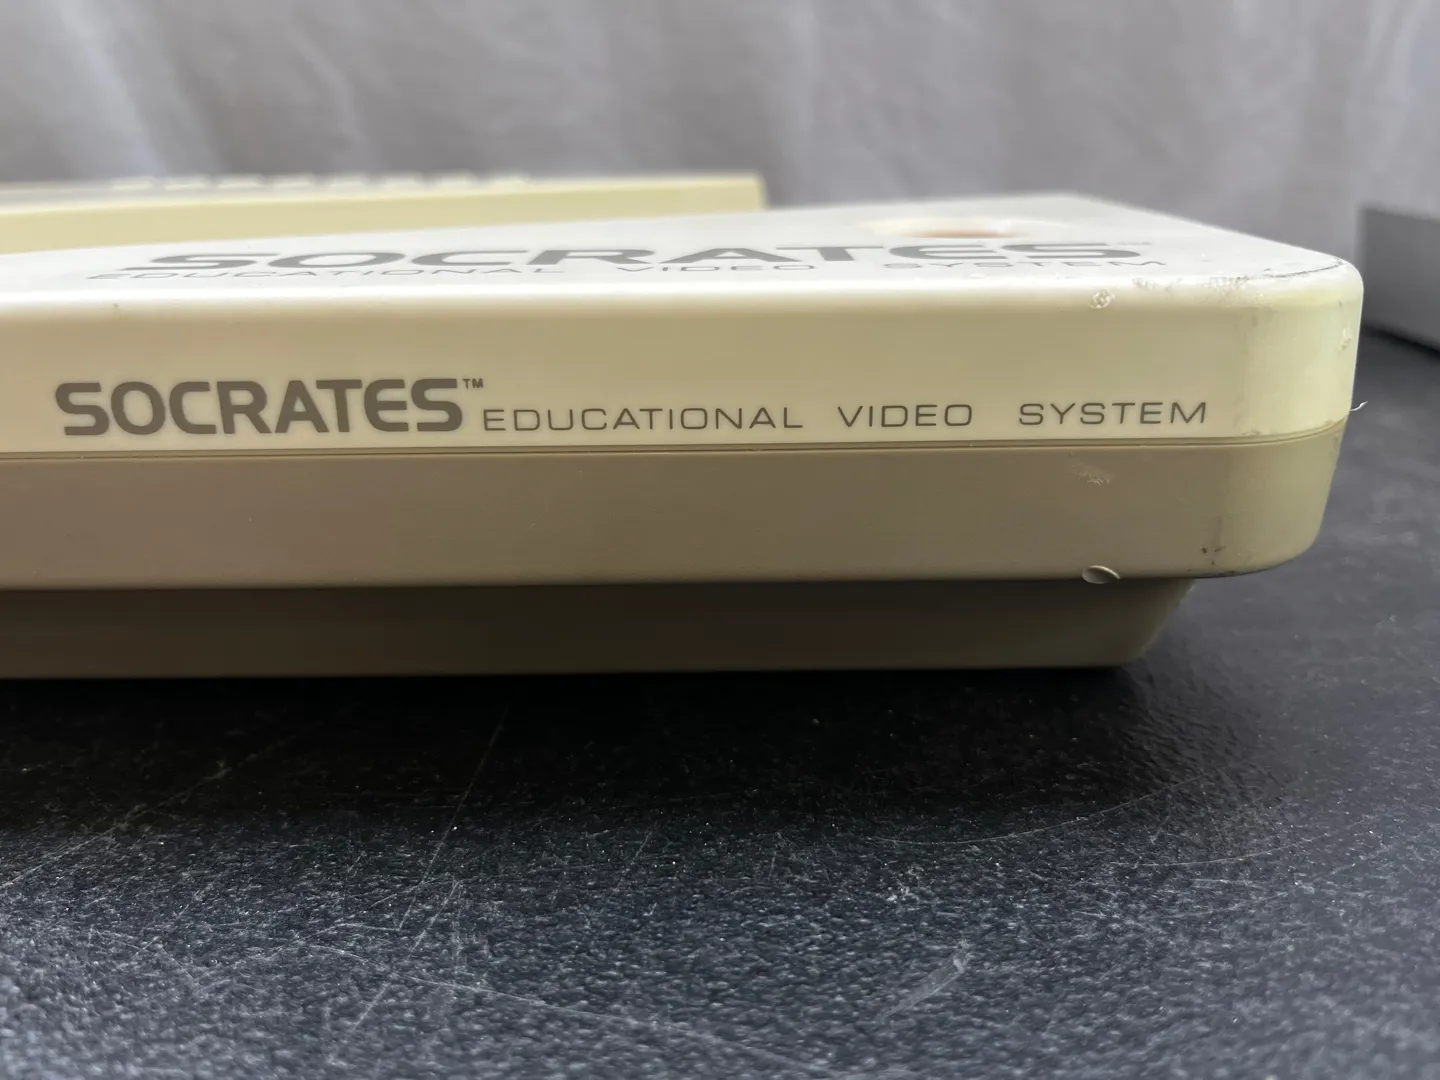 SOCRATES
EDUCATIONAL VIDEO SYSTEM
SOCRATES™ EDUCATIONAL VIDEO SYSTEM